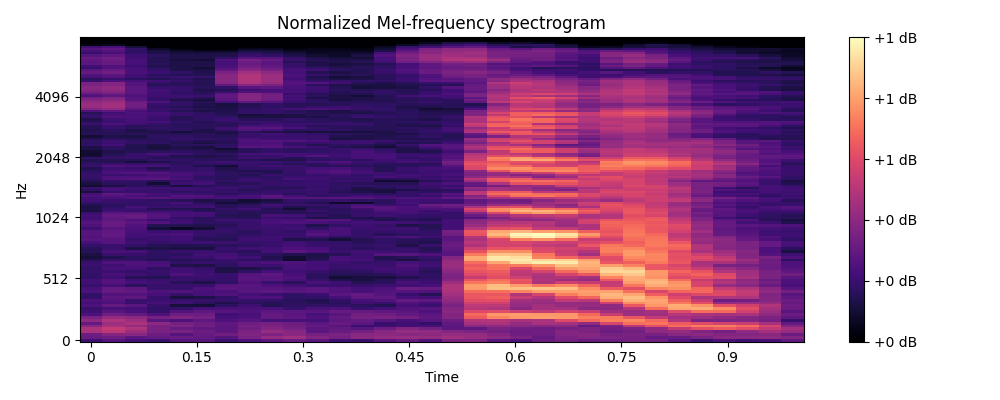 Normalized Mel-frequency spectrogram
Hz
4096
2048
1024
512
0
0 0.15 0.3 0.45 0.6 0.75 0.9
Time
+1 dB
+1 dB
+1 dB
+0 dB
+0 dB
+0 dB